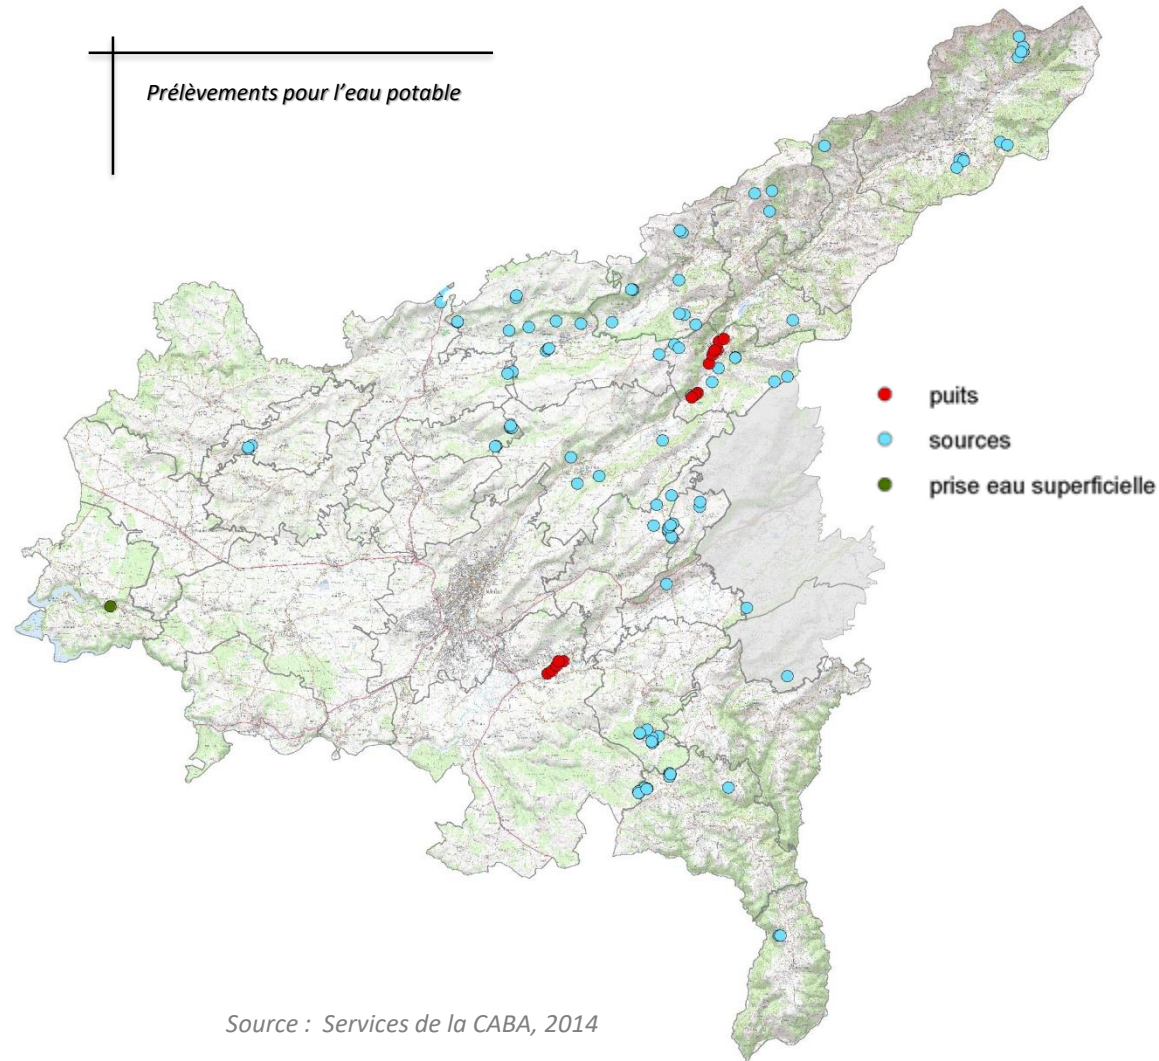 Prélèvements pour l'eau potable
puits
sources
prise eau superficielle
Source : Services de la CABA, 2014